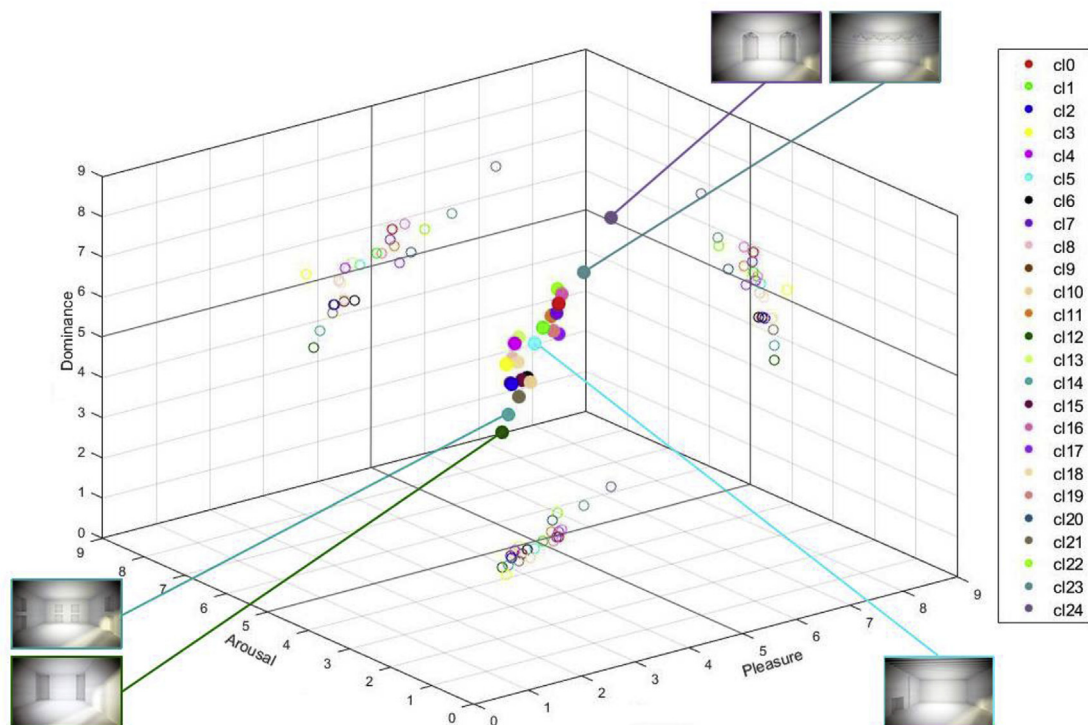 9
8
7
6
5
4
3
2
1
0
Dominance
9
8
7
6
5
4
3
2
1
0
Arousal
0
1
2
3
4
5
6
7
8
9
Pleasure
cl0
cl1
cl2
cl3
cl4
cl5
cl6
cl7
cl8
cl9
cl10
cl11
cl12
cl13
cl14
cl15
cl16
cl17
cl18
cl19
cl20
cl21
cl22
cl23
cl24